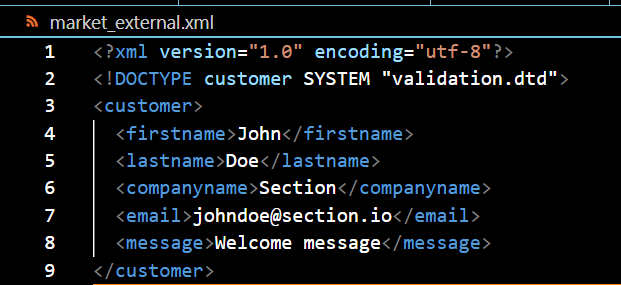 market_external.xml
1 <?xml version="1.0" encoding="utf-8"?>
2 <!DOCTYPE customer SYSTEM "validation.dtd">
3 <customer>
4 <firstname>John</firstname>
5 <lastname>Doe</lastname>
6 <companyname>Section</companyname>
7 <email>johndoe@section.io</email>
8 <message>Welcome message</message>
9 </customer>